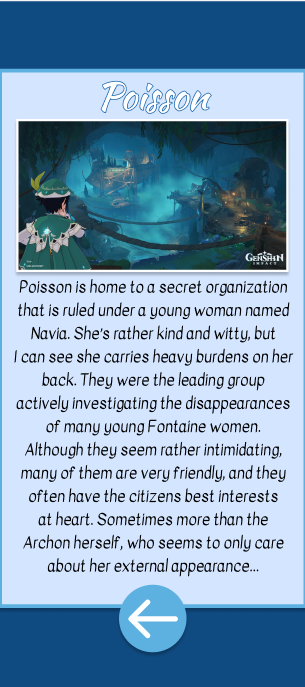 Poisson
GENSHIN
IMPACT
Poisson is home to a secret organization
that is ruled under a young woman named
Navia. She's rather kind and witty, but
I can see she carries heavy burdens on her
back. They were the leading group
actively investigating the disappearances
of many young Fontaine women.
Although they seem rather intimidating,
many of them are very friendly, and they
often have the citizens best interests
at heart. Sometimes more than the
Archon herself, who seems to only care
about her external appearance...